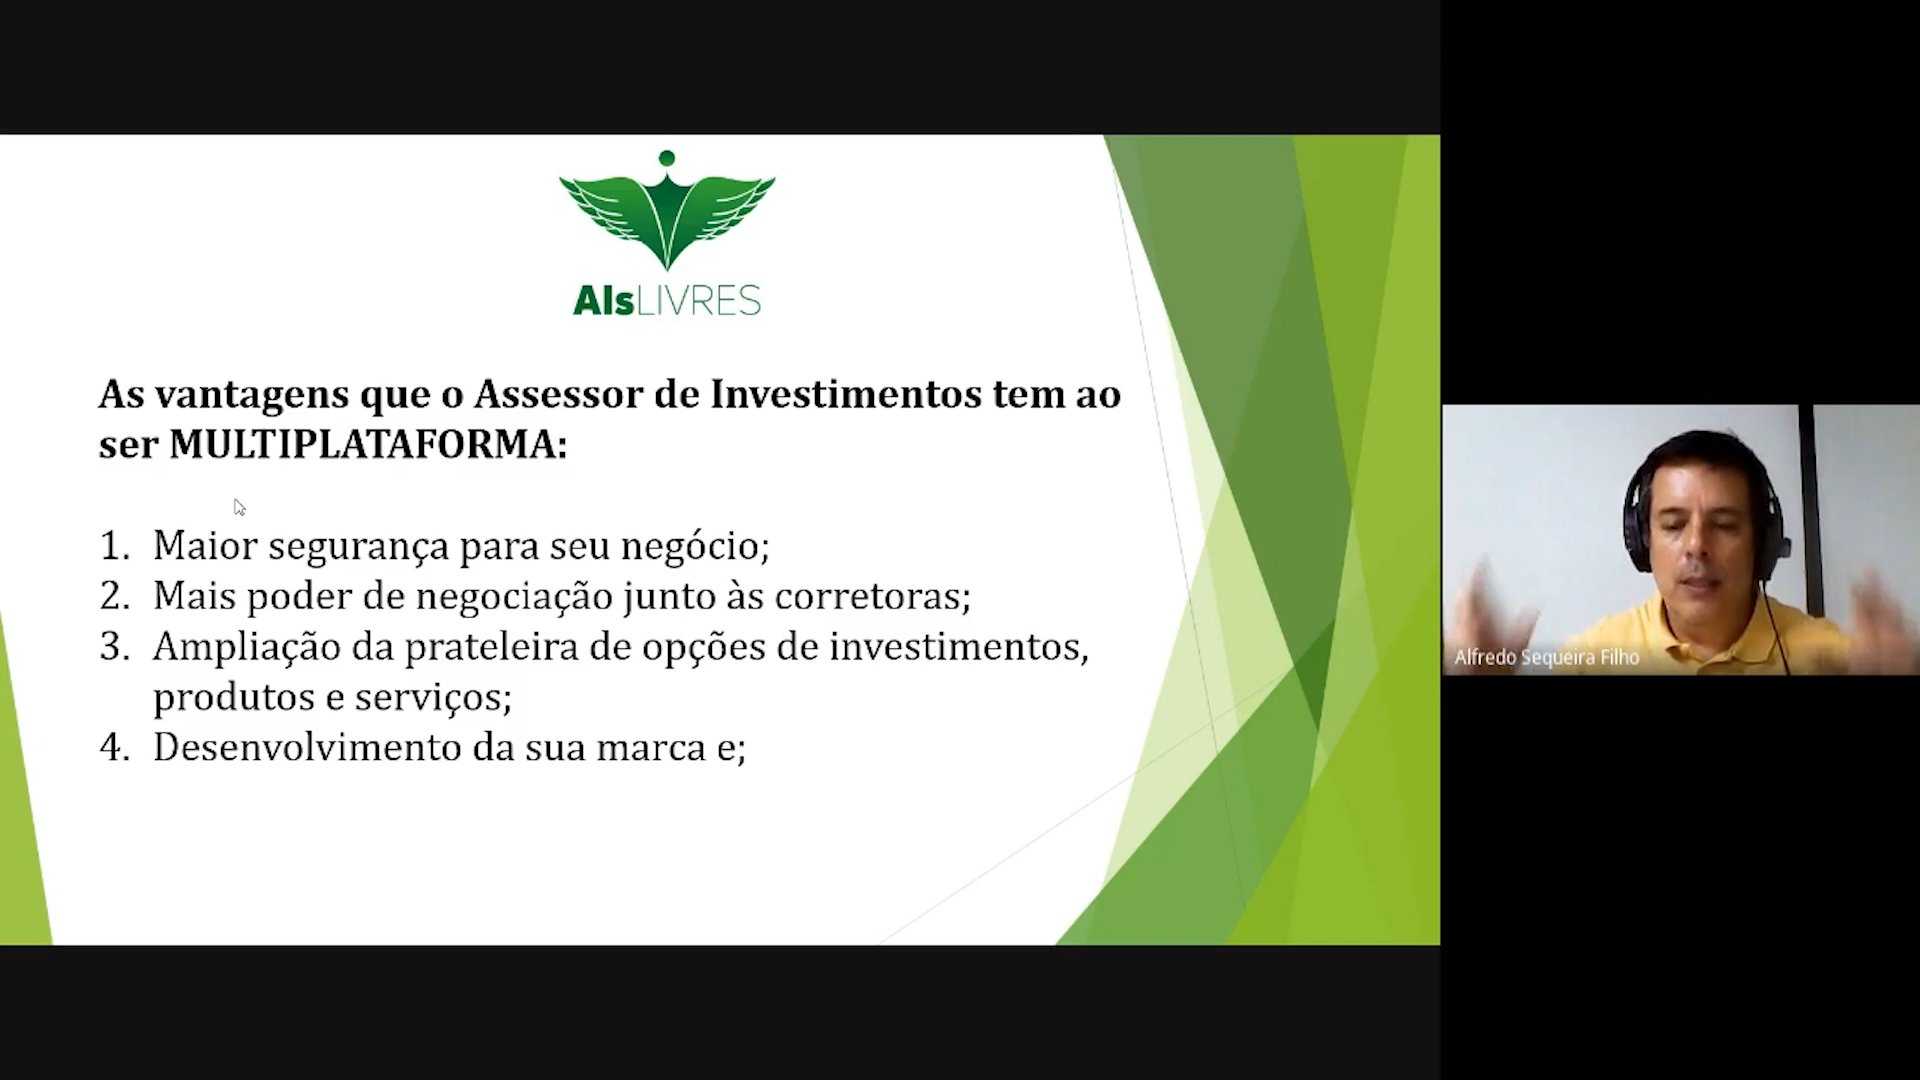 AIsLIVRES
As vantagens que o Assessor de Investimentos tem ao
ser MULTIPLATAFORMA:
1. Maior segurança para seu negócio;
2. Mais poder de negociação junto às corretoras;
3. Ampliação da prateleira de opções de investimentos,
produtos e serviços;
4. Desenvolvimento da sua marca e;
Alfredo Sequeira Filho